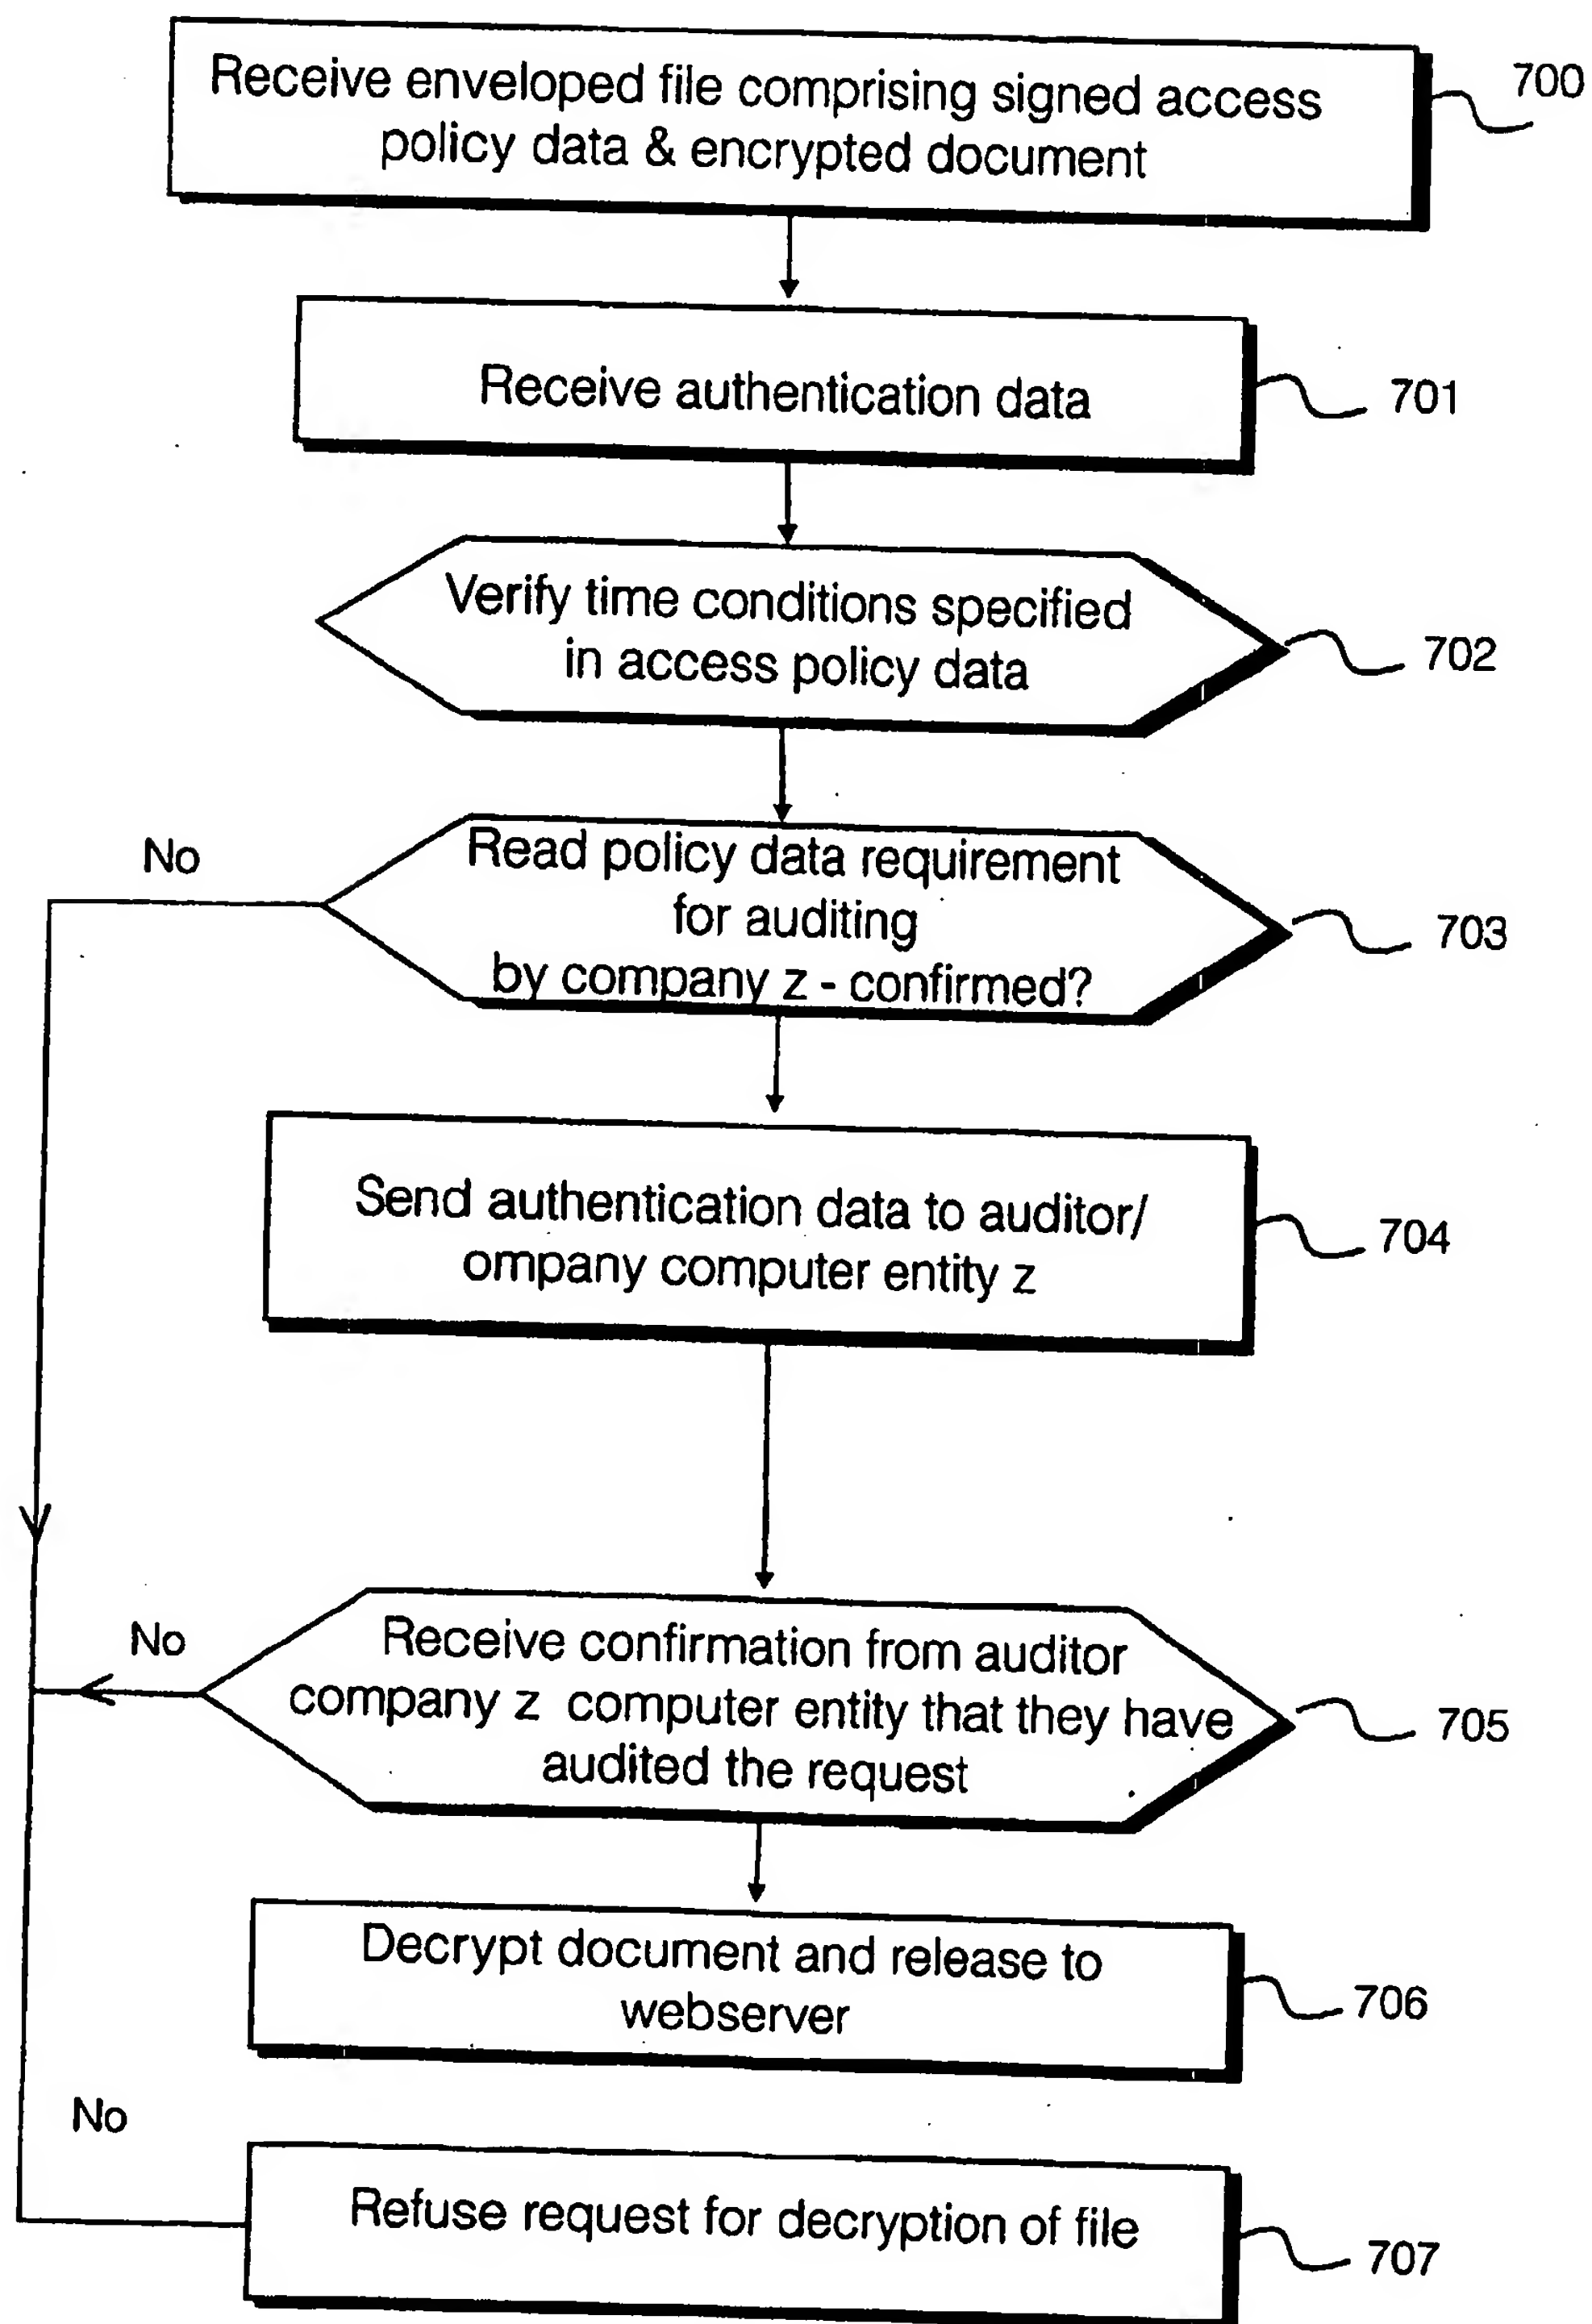 Receive enveloped file comprising signed access
policy data & encrypted document
700
Receive authentication data
701
Verify time conditions specified
in access policy data
702
No
Read policy data requirement
for auditing
by company z - confirmed?
703
Send authentication data to auditor/
ompany computer entity z
704
No
Receive confirmation from auditor
company z computer entity that they have
audited the request
705
Decrypt document and release to
webserver
706
No
Refuse request for decryption of file
707